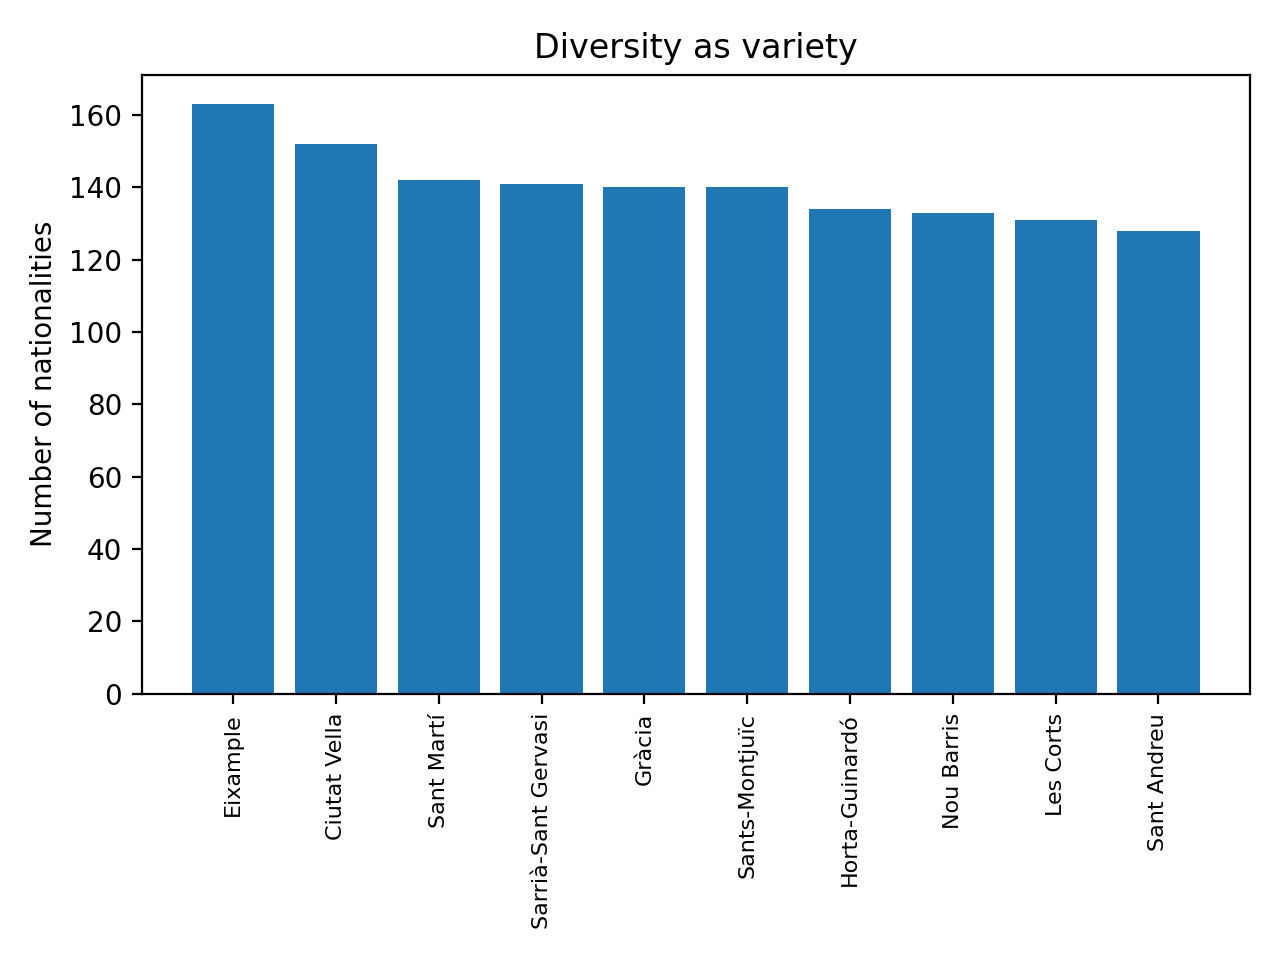 Diversity as variety
Number of nationalities
160
140
120
100
80
60
40
20
0
Eixample
Ciutat Vella
Sant Martí
Sarrià-Sant Gervasi
Gràcia
Sants-Montjuïc
Horta-Guinardó
Nou Barris
Les Corts
Sant Andreu